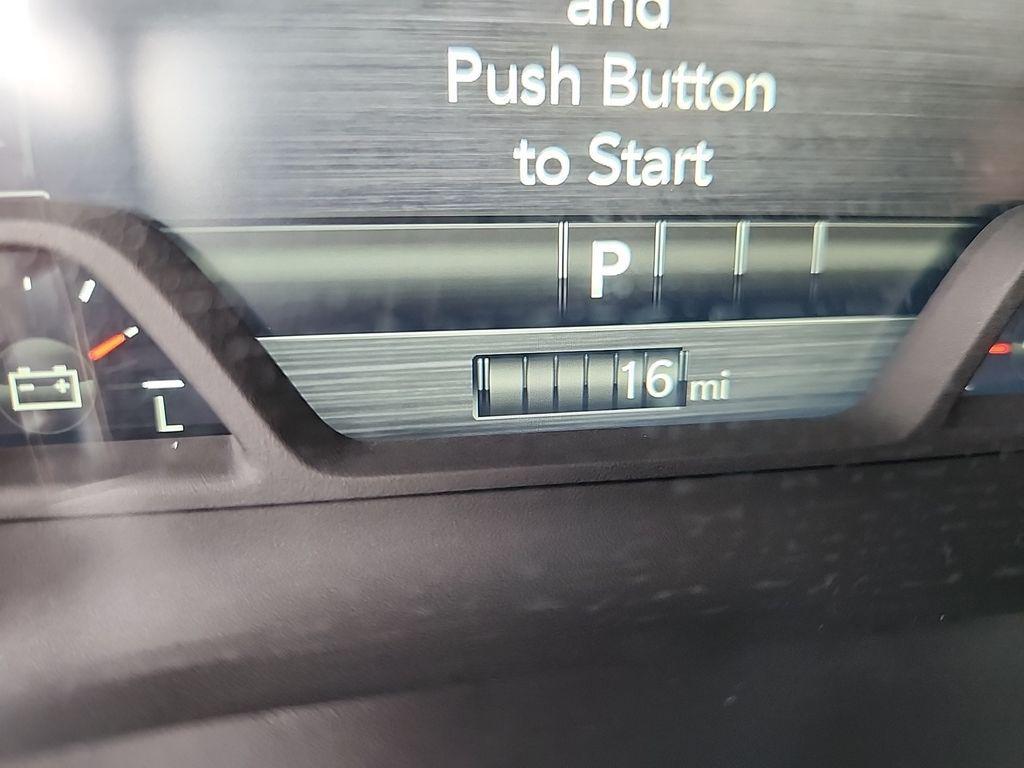 and
Push Button
to Start
P
16 mi
L